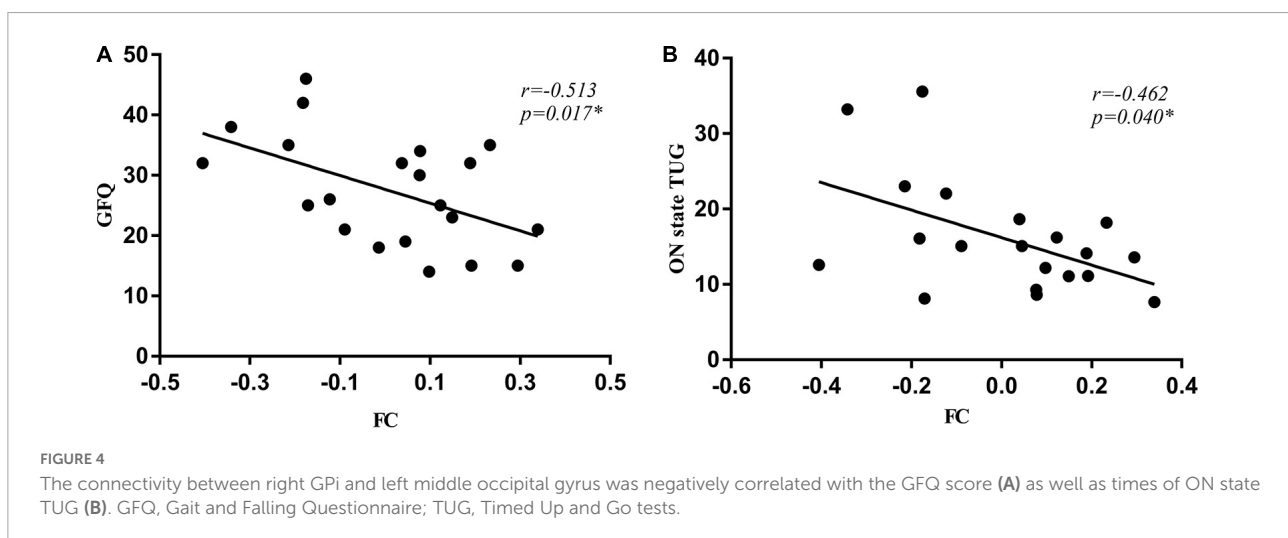 A
50
40
30
20
10
0
GFQ
r=-0.513
p=0.017*
-0.5 -0.3 -0.1 0.1 0.3 0.5
FC
B
40
30
20
10
0
ON state TUG
r=-0.462
p=0.040*
-0.6 -0.4 -0.2 0.0 0.2 0.4
FC
FIGURE 4
The connectivity between right GPi and left middle occipital gyrus was negatively correlated with the GFQ score (A) as well as times of ON state
TUG (B). GFQ, Gait and Falling Questionnaire; TUG, Timed Up and Go tests.